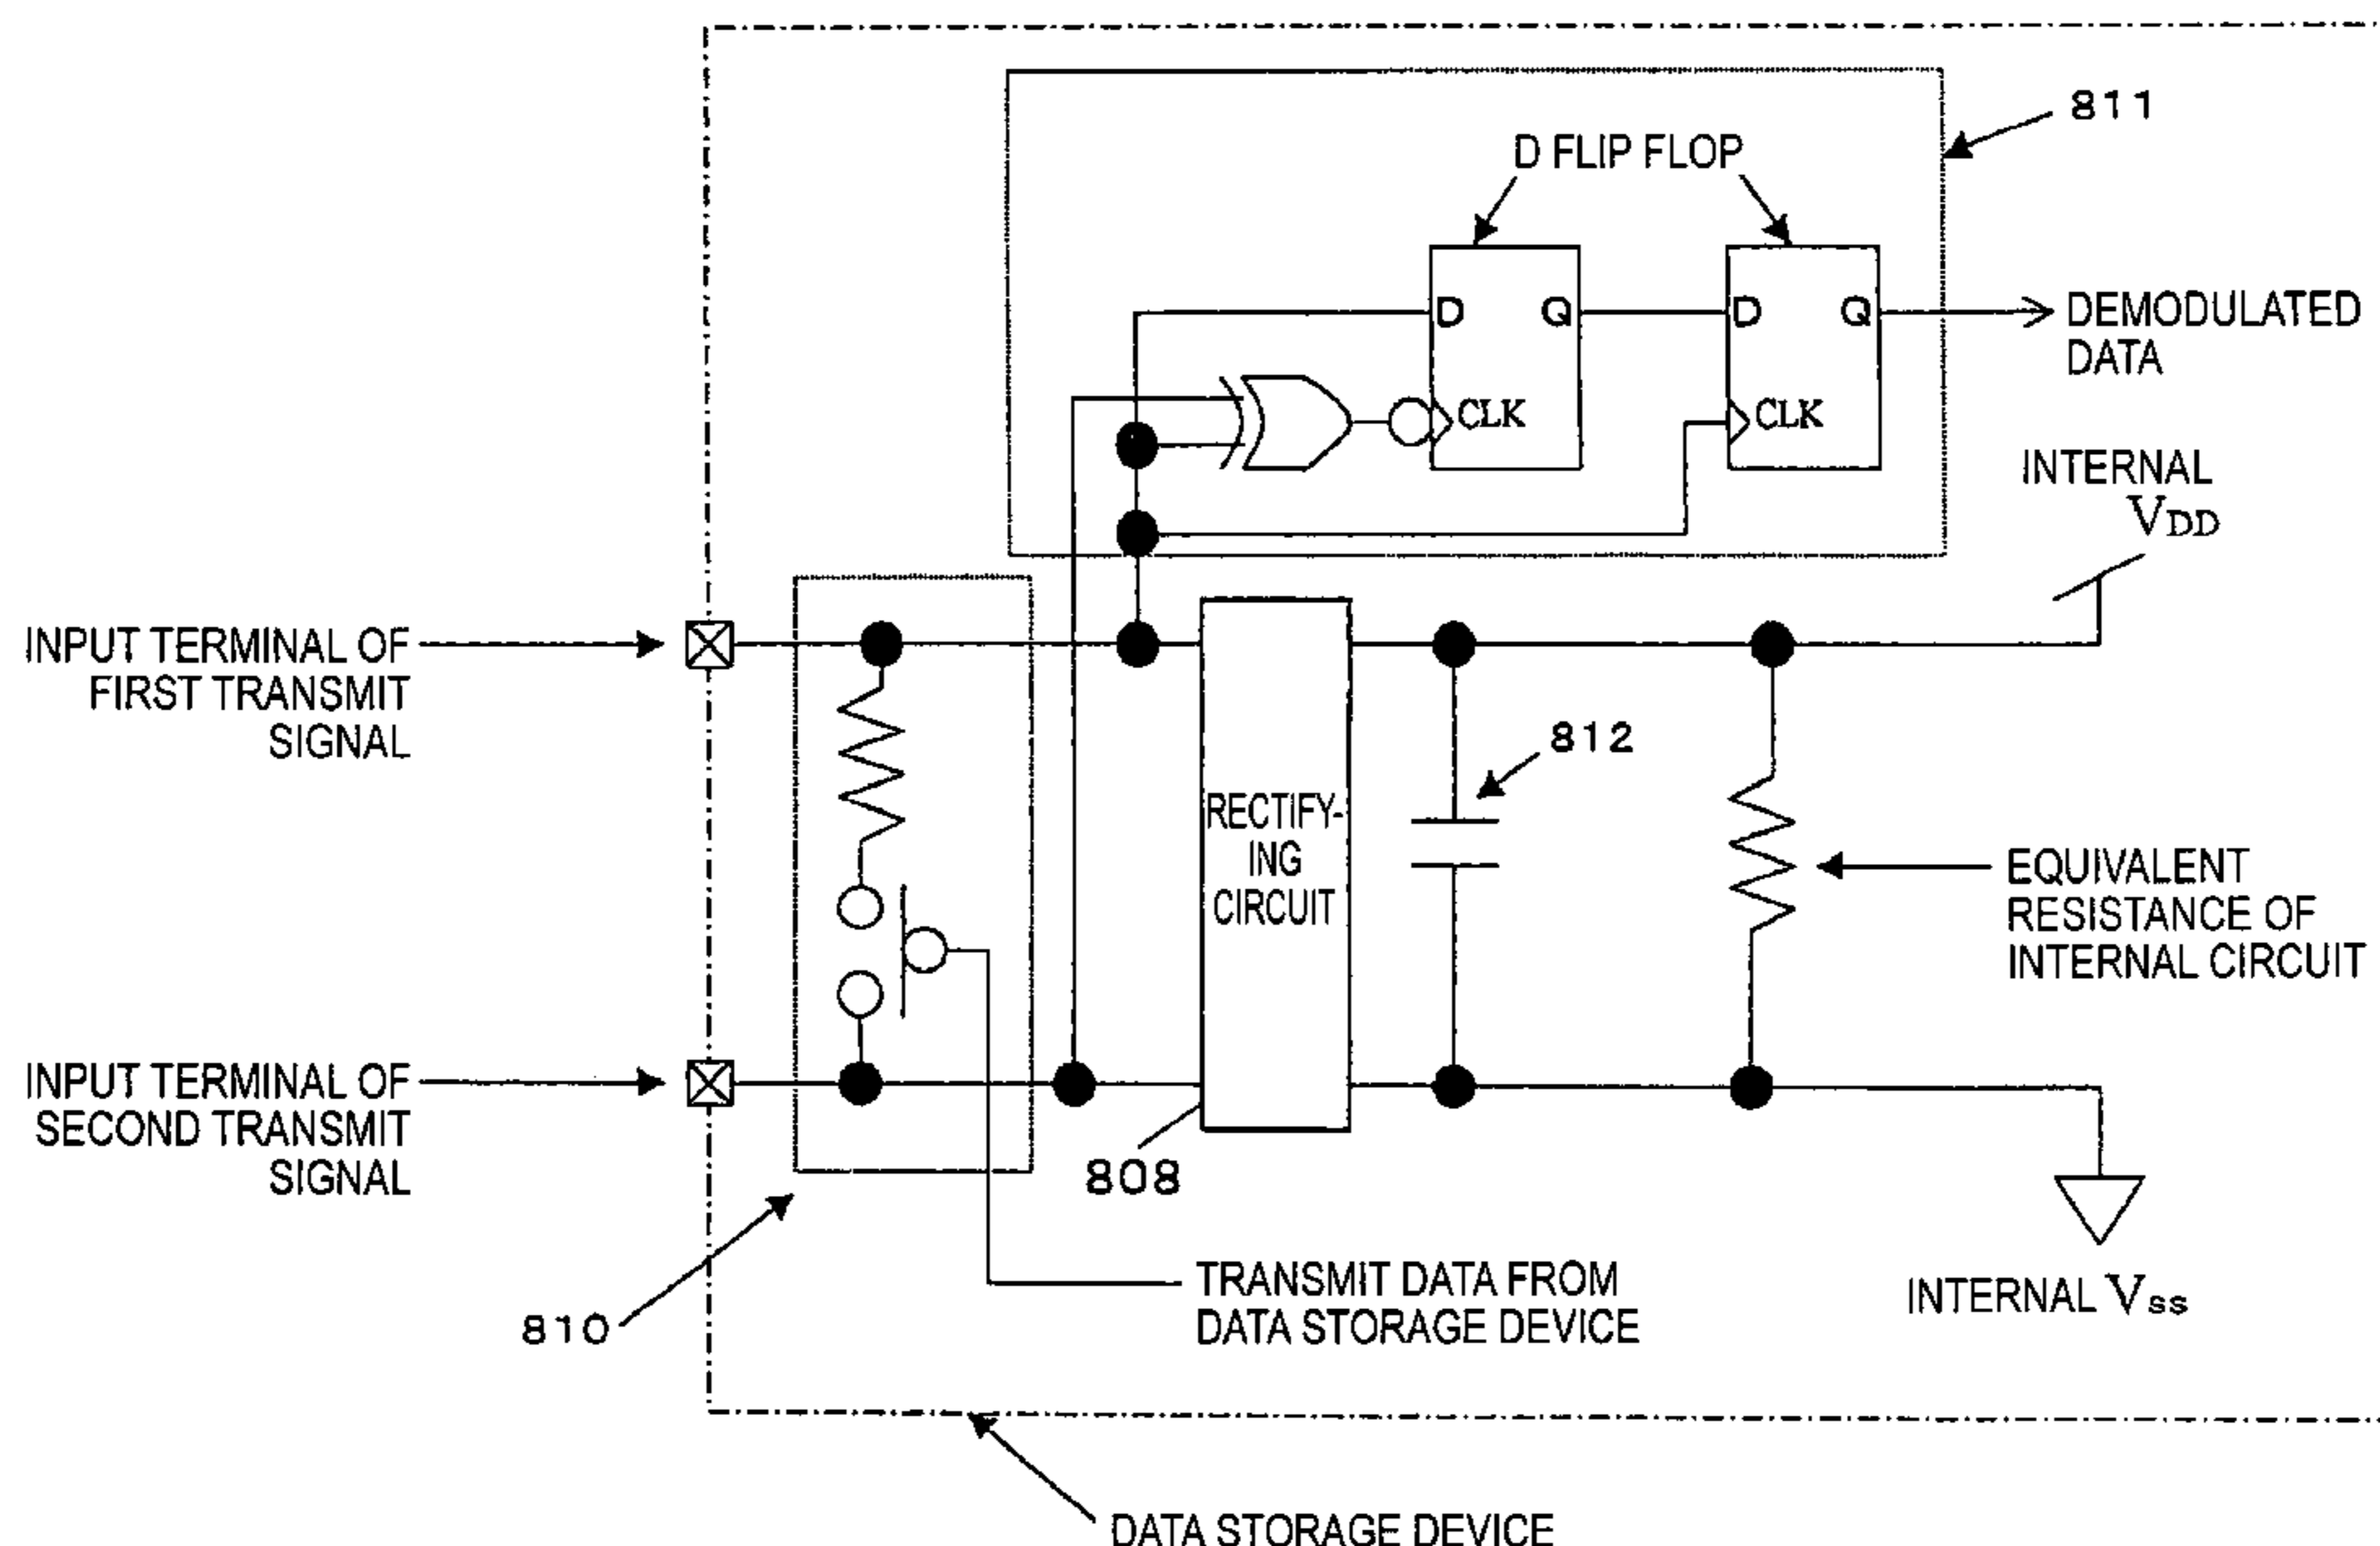 811
D FLIP FLOP
D
Q
D
Q
DEMODULATED
DATA
CLK
CLK
INTERNAL
VDD
INPUT TERMINAL OF
FIRST TRANSMIT
SIGNAL
812
RECTIFY-
ING
CIRCUIT
EQUIVALENT
RESISTANCE OF
INTERNAL CIRCUIT
INPUT TERMINAL OF
SECOND TRANSMIT
SIGNAL
808
TRANSMIT DATA FROM
DATA STORAGE DEVICE
INTERNAL Vss
810
DATA STORAGE DEVICE